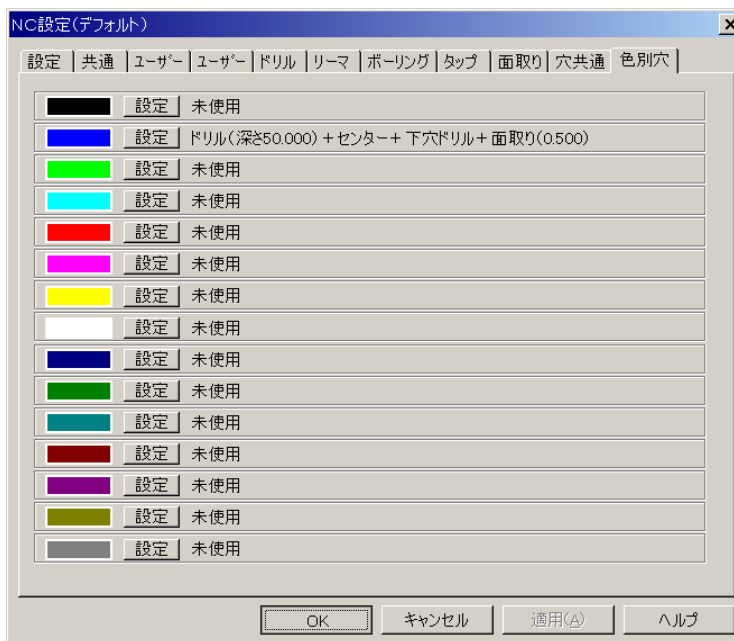 NC設定(デフォルト)
設定 共通 ユーザー ユーザー ドリル リーマ ボーリング タップ 面取り 穴共通 色別穴
設定 未使用
設定 ドリル(深さ50.000)+センター+下穴ドリル+面取り(0.500)
設定 未使用
設定 未使用
設定 未使用
設定 未使用
設定 未使用
設定 未使用
設定 未使用
設定 未使用
設定 未使用
設定 未使用
設定 未使用
設定 未使用
設定 未使用
OK キャンセル 適用(A) ヘルプ